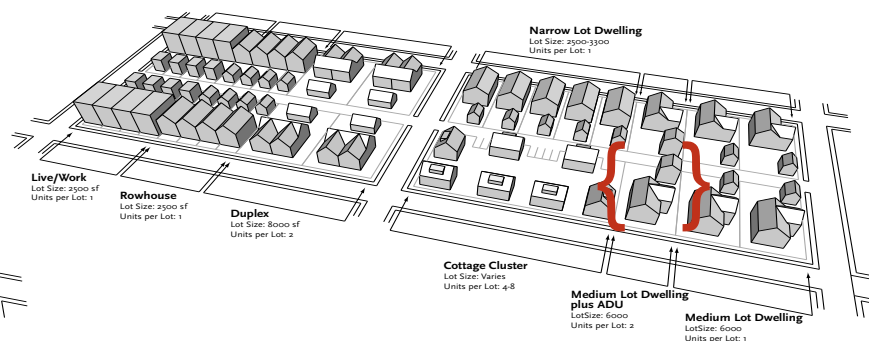 Narrow Lot Dwelling
Lot Size: 2500-3300
Units per Lot: 1
Live/Work
Lot Size: 2500 sf
Units per Lot: 1
Rowhouse
Lot Size: 2500 sf
Units per Lot: 1
Duplex
Lot Size: 8000 sf
Units per Lot: 2
Cottage Cluster
Lot Size: Varies
Units per Lot: 4-8
Medium Lot Dwelling
plus ADU
LotSize: 6000
Units per Lot: 2
Medium Lot Dwelling
LotSize: 6000
Units per Lot: 1